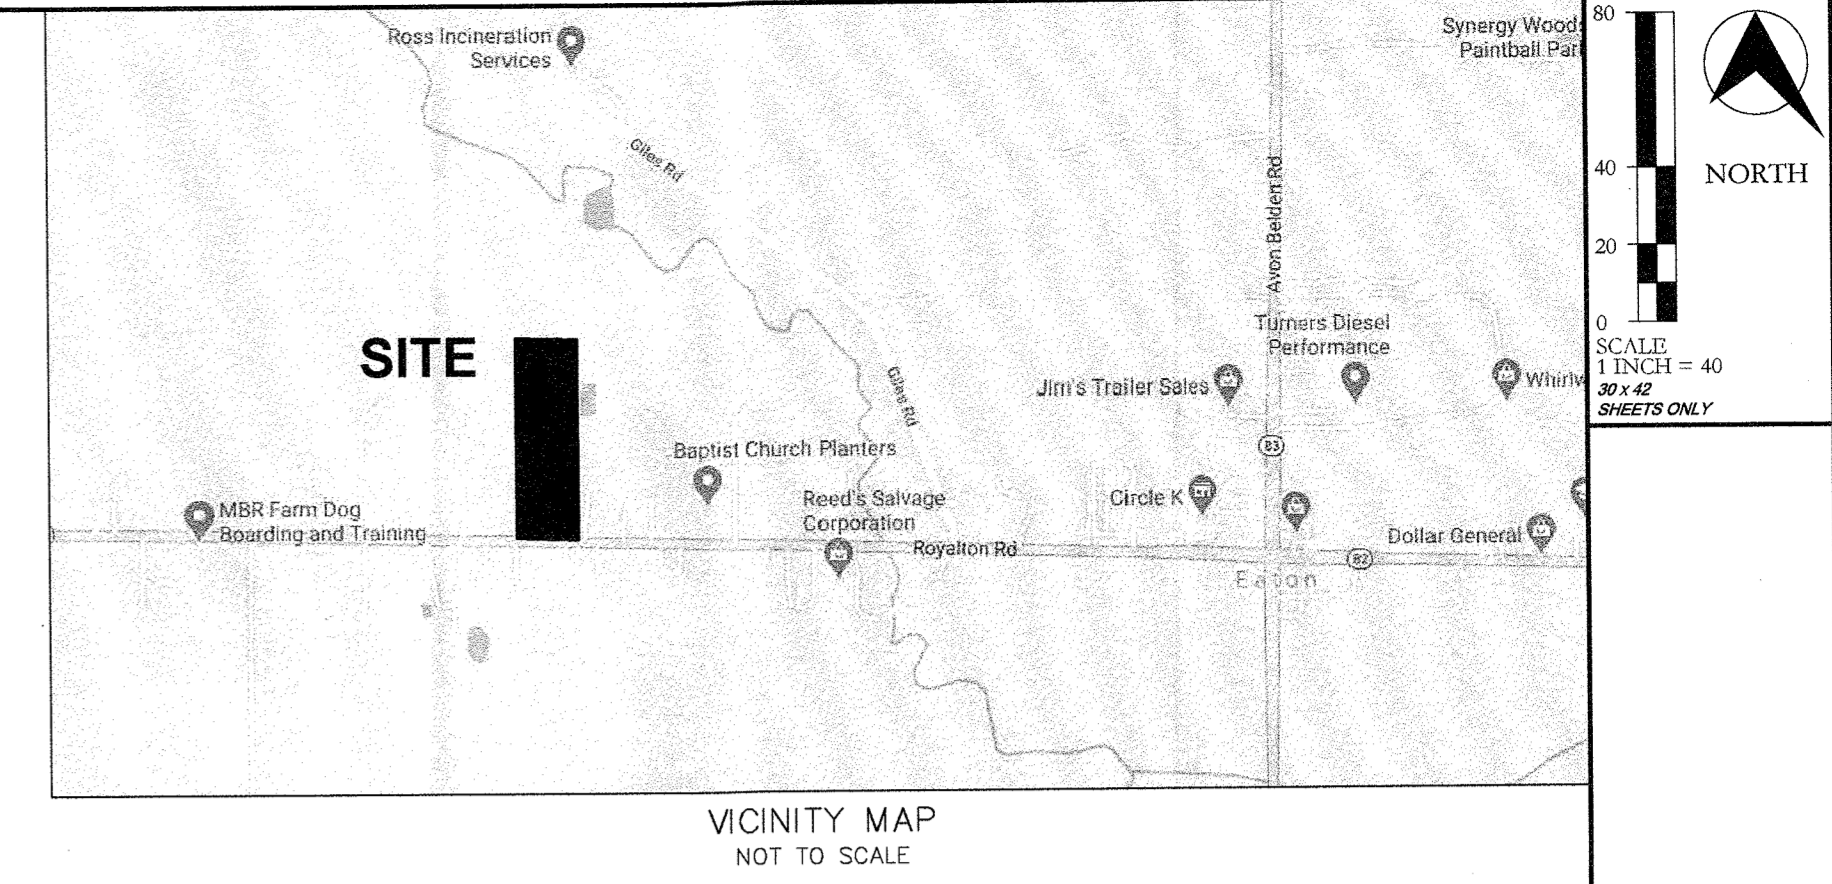 Ross Incineration
Services
Giles Rd
Synergy Woods
Paintball Par
Avon Belden Rd
SITE
Turners Diesel
Performance
Jim's Trailer Sales
Whirlw
Giles Rd
83
Baptist Church Planters
Reed's Salvage
Corporation
Circle K
MBR Farm Dog
Boarding and Training
Royalton Rd
Dollar General
82
Eaton
VICINITY MAP
NOT TO SCALE
80
40
20
0
NORTH
SCALE
1 INCH = 40
30 x 42
SHEETS ONLY